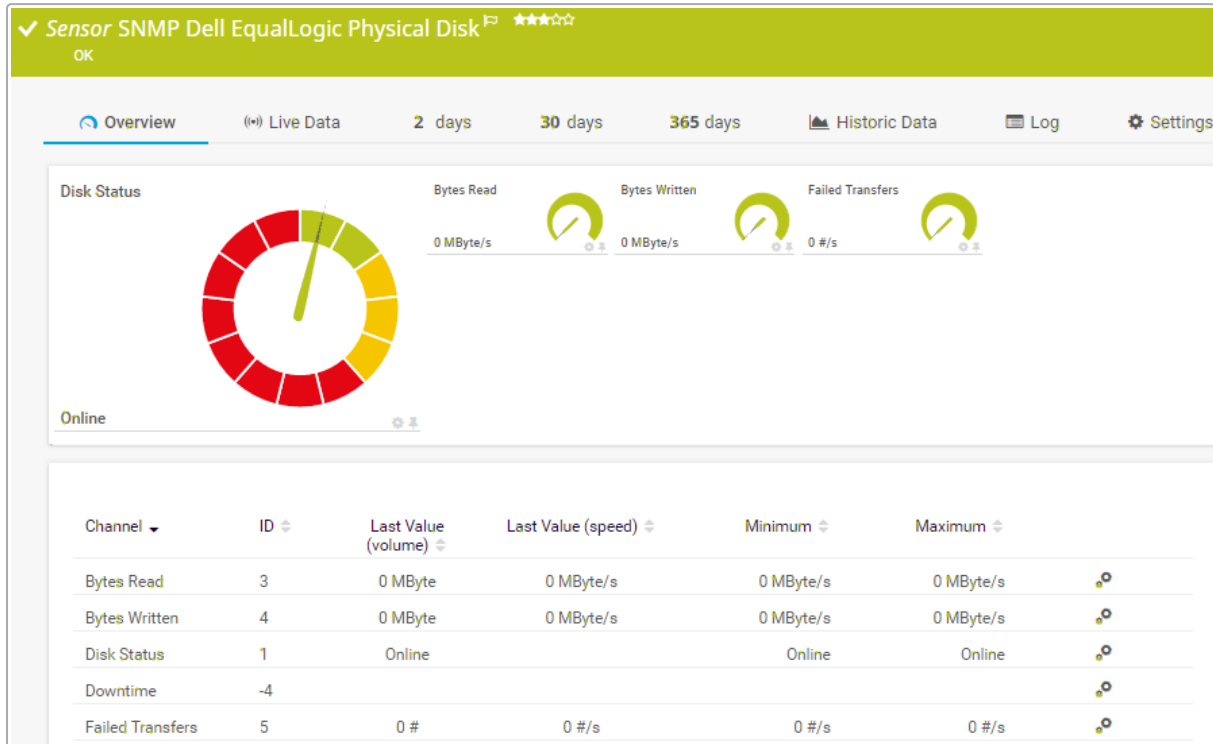 Sensor SNMP Dell EqualLogic Physical Disk
OK
Overview Live Data 2 days 30 days 365 days Historic Data Log Settings
Disk Status
Online
Bytes Read
0 MByte/s
Bytes Written
0 MByte/s
Failed Transfers
0 #/s
Channel ID Last Value (speed) Minimum Maximum
Last Value
(volume)
Bytes Read 3 0 MByte 0 MByte/s 0 MByte/s 0 MByte/s
Bytes Written 4 0 MByte 0 MByte/s 0 MByte/s 0 MByte/s
Disk Status 1 Online Online Online
Downtime -4
Failed Transfers 5 0 # 0 #/s 0 #/s 0 #/s